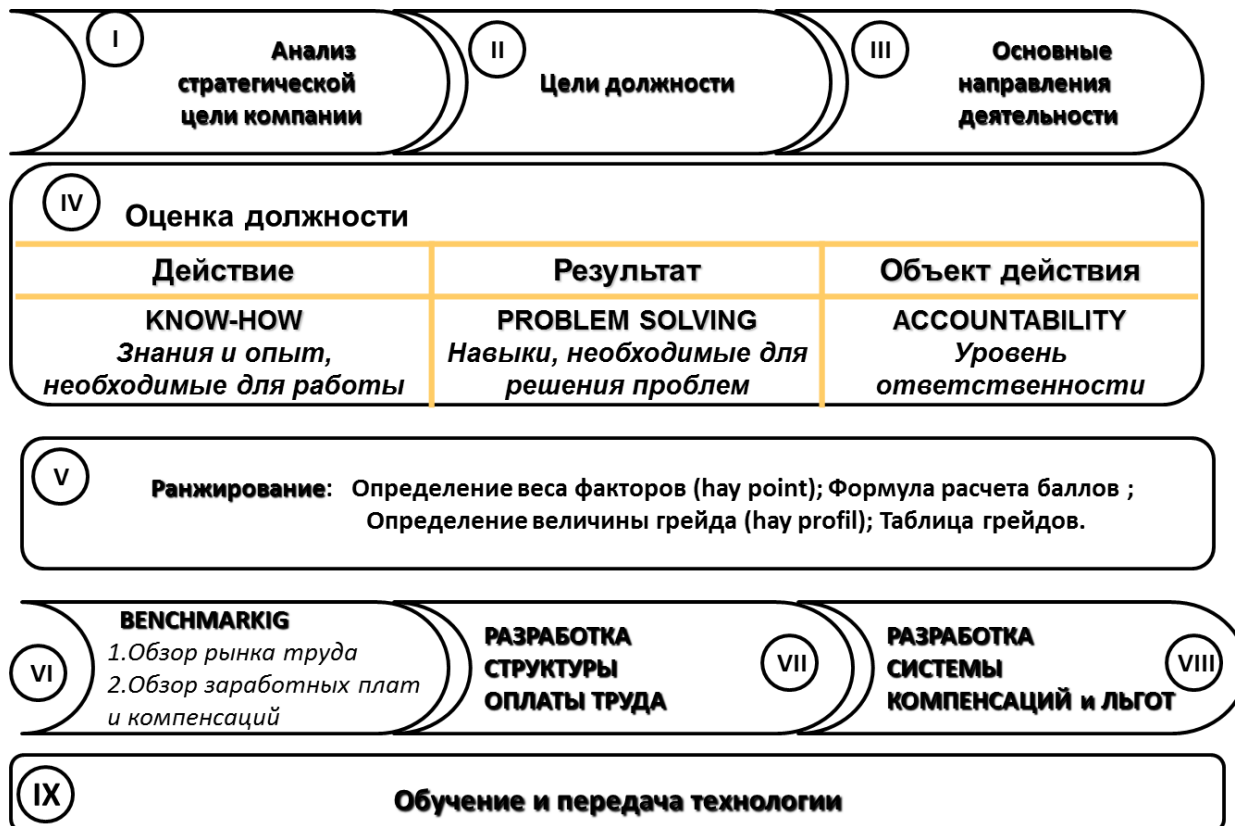 I
Анализ
стратегической
цели компании
II
Цели должности
III
Основные
направления
деятельности
IV
Оценка должности
Действие
Результат
Объект действия
KNOW-HOW
Знания и опыт,
необходимые для работы
PROBLEM SOLVING
Навыки, необходимые для
решения проблем
ACCOUNTABILITY
Уровень
ответственности
V
Ранжирование: Определение веса факторов (hay point); Формула расчета баллов ;
Определение величины грейда (hay profil); Таблица грейдов.
VI
BENCHMARKIG
1.Обзор рынка труда
2.Обзор заработных плат
и компенсаций
РАЗРАБОТКА
СТРУКТУРЫ
ОПЛАТЫ ТРУДА
VII
РАЗРАБОТКА
СИСТЕМЫ
КОМПЕНСАЦИЙ и ЛЬГОТ
VIII
IX
Обучение и передача технологии